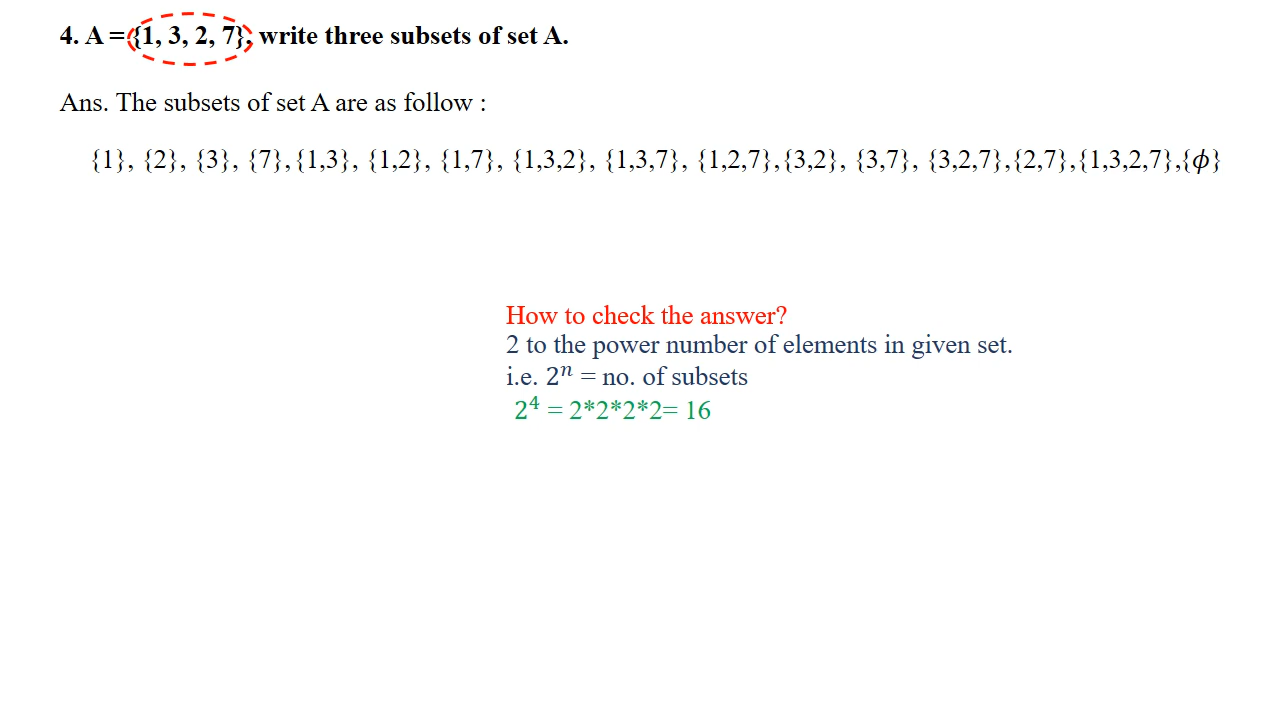 4. A = {1, 3, 2, 7}, write three subsets of set A.
Ans. The subsets of set A are as follow :
{1}, {2}, {3}, {7},{1,3}, {1,2}, {1,7}, {1,3,2}, {1,3,7}, {1,2,7},{3,2}, {3,7}, {3,2,7},{2,7},{1,3,2,7},{𝜙}
How to check the answer?
2 to the power number of elements in given set.
i.e. 2ⁿ = no. of subsets
2⁴ = 2*2*2*2= 16